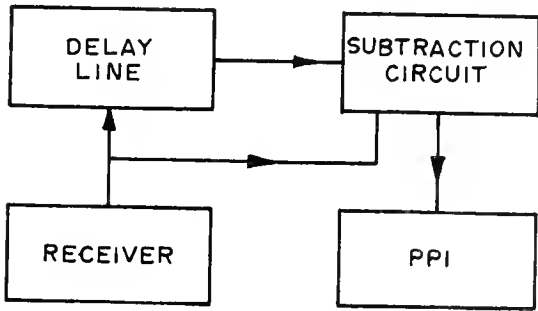 DELAY
LINE
SUBTRACTION
CIRCUIT
RECEIVER
PPI